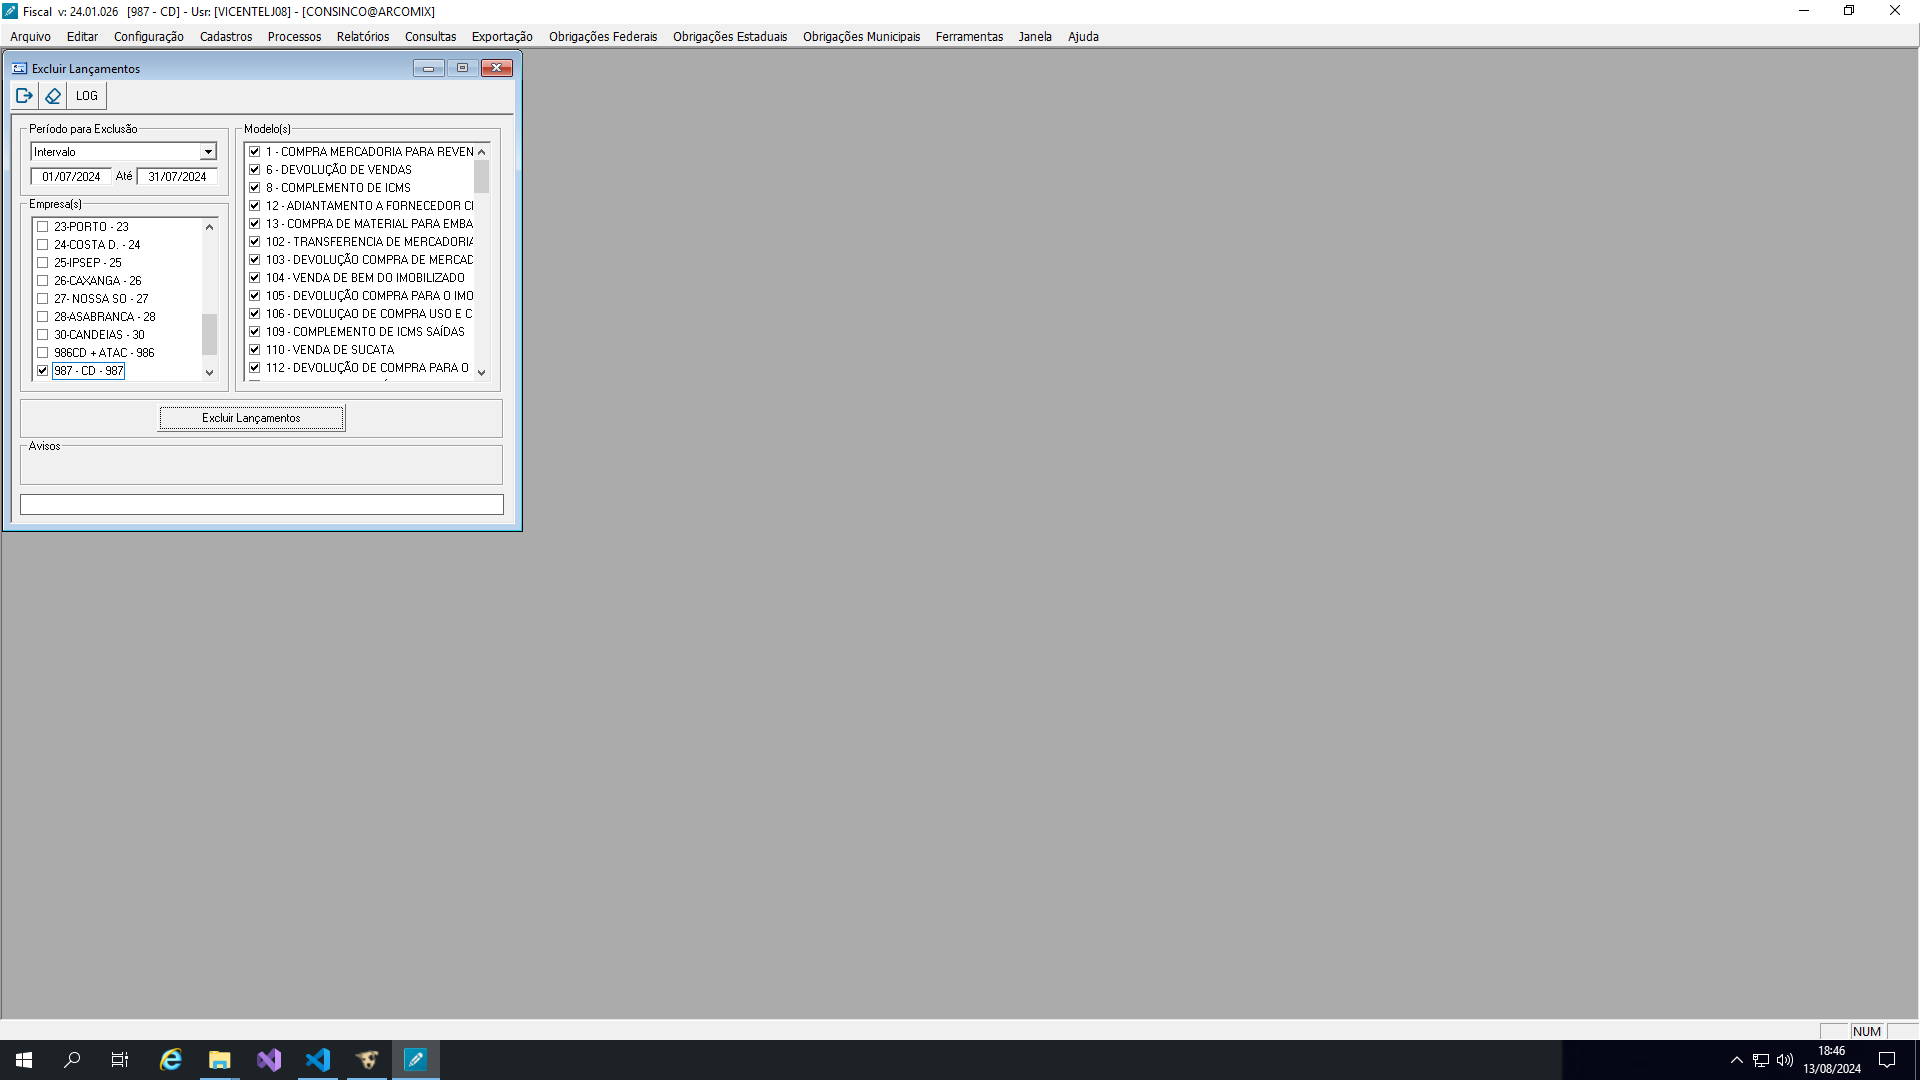 Fiscal v: 24.01.026 [987 - CD] - Usr: [VICENTELJ08] - [CONSINCO@ARCOMIX]
Arquivo Editar Configuração Cadastros Processos Relatórios Consultas Exportação Obrigações Federais Obrigações Estaduais Obrigações Municipais Ferramentas Janela Ajuda
Excluir Lançamentos
LOG
Período para Exclusão
Intervalo
01/07/2024 Até 31/07/2024
Empresa(s)
23-PORTO - 23
24-COSTA D. - 24
25-IPSEP - 25
26-CAXANGA - 26
27- NOSSA SO - 27
28-ASABRANCA - 28
30-CANDEIAS - 30
986CD + ATAC - 986
987 - CD - 987
Modelo(s)
1 - COMPRA MERCADORIA PARA REVEN
6 - DEVOLUÇÃO DE VENDAS
8 - COMPLEMENTO DE ICMS
12 - ADIANTAMENTO A FORNECEDOR C
13 - COMPRA DE MATERIAL PARA EMBA
102 - TRANSFERENCIA DE MERCADORIA
103 - DEVOLUÇÃO COMPRA DE MERCAD
104 - VENDA DE BEM DO IMOBILIZADO
105 - DEVOLUÇÃO COMPRA PARA O IMO
106 - DEVOLUÇAO DE COMPRA USO E C
109 - COMPLEMENTO DE ICMS SAÍDAS
110 - VENDA DE SUCATA
112 - DEVOLUÇÃO DE COMPRA PARA O
Excluir Lançamentos
Avisos
NUM
18:46
13/08/2024